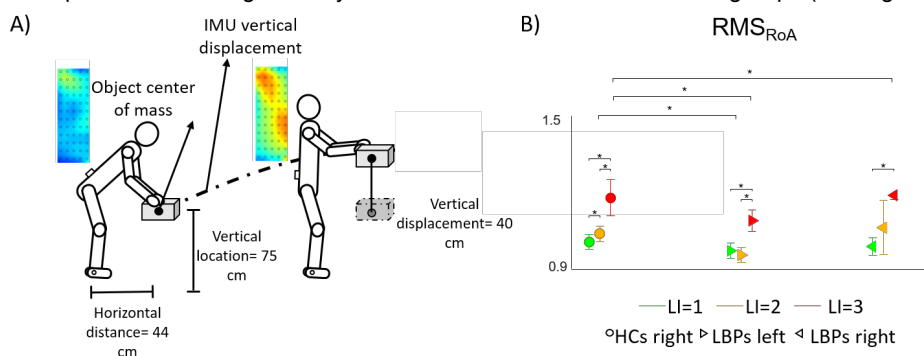 A)
IMU vertical
displacement
Object center
of mass
Vertical
location= 75
cm
Horizontal
distance= 44
cm
Vertical
displacement= 40
cm
B)
RMS_RoA
*
*
*
*
*
*
*
*
*
1.5
0.9
LI=1
LI=2
LI=3
HCs right
LBPs left
LBPs right